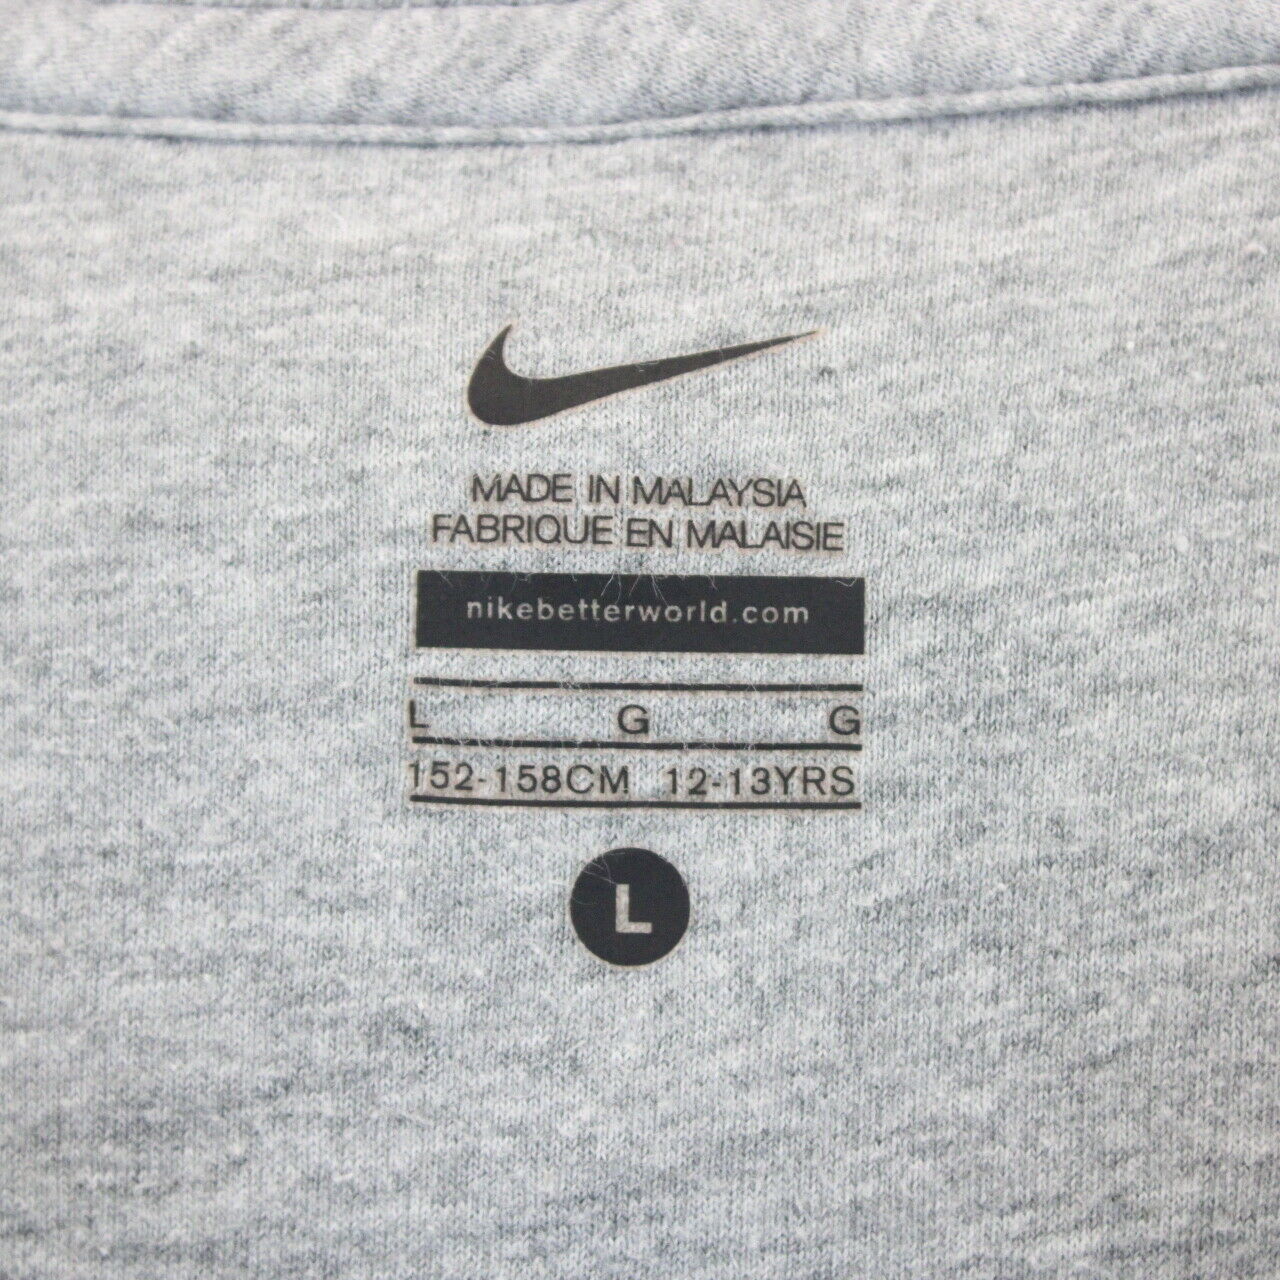 MADE IN MALAYSIA
FABRIQUE EN MALAISIE
nikebetterworld.com
L G G
152-158CM 12-13YRS
L